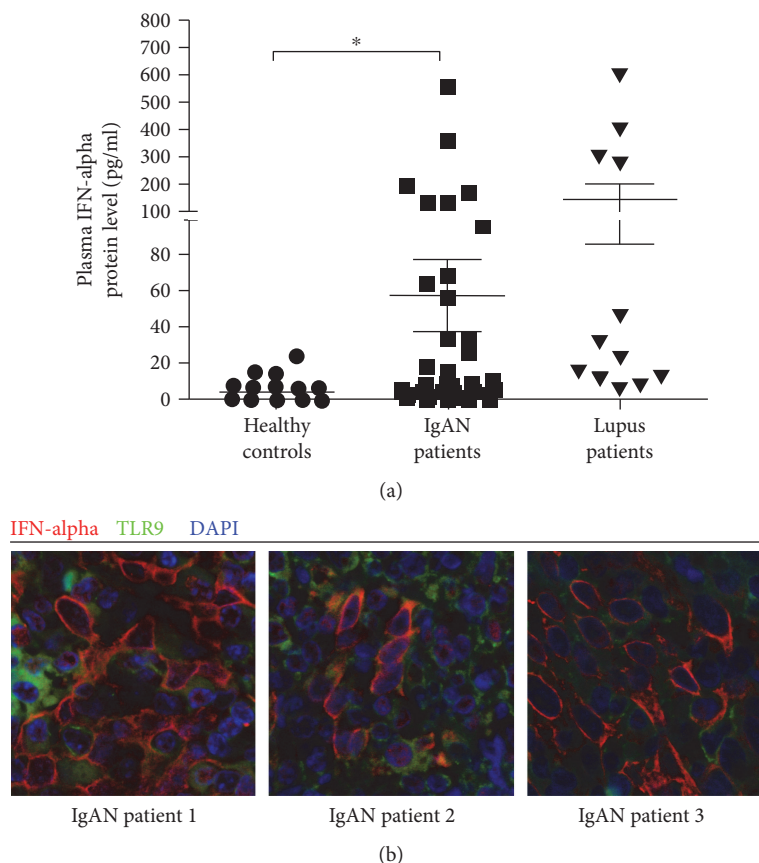 Plasma IFN-alpha
protein level (pg/ml)
800
700
600
500
400
300
200
100
80
60
40
20
0
*
Healthy
controls
IgAN
patients
Lupus
patients
(a)
IFN-alpha TLR9 DAPI
IgAN patient 1
IgAN patient 2
IgAN patient 3
(b)